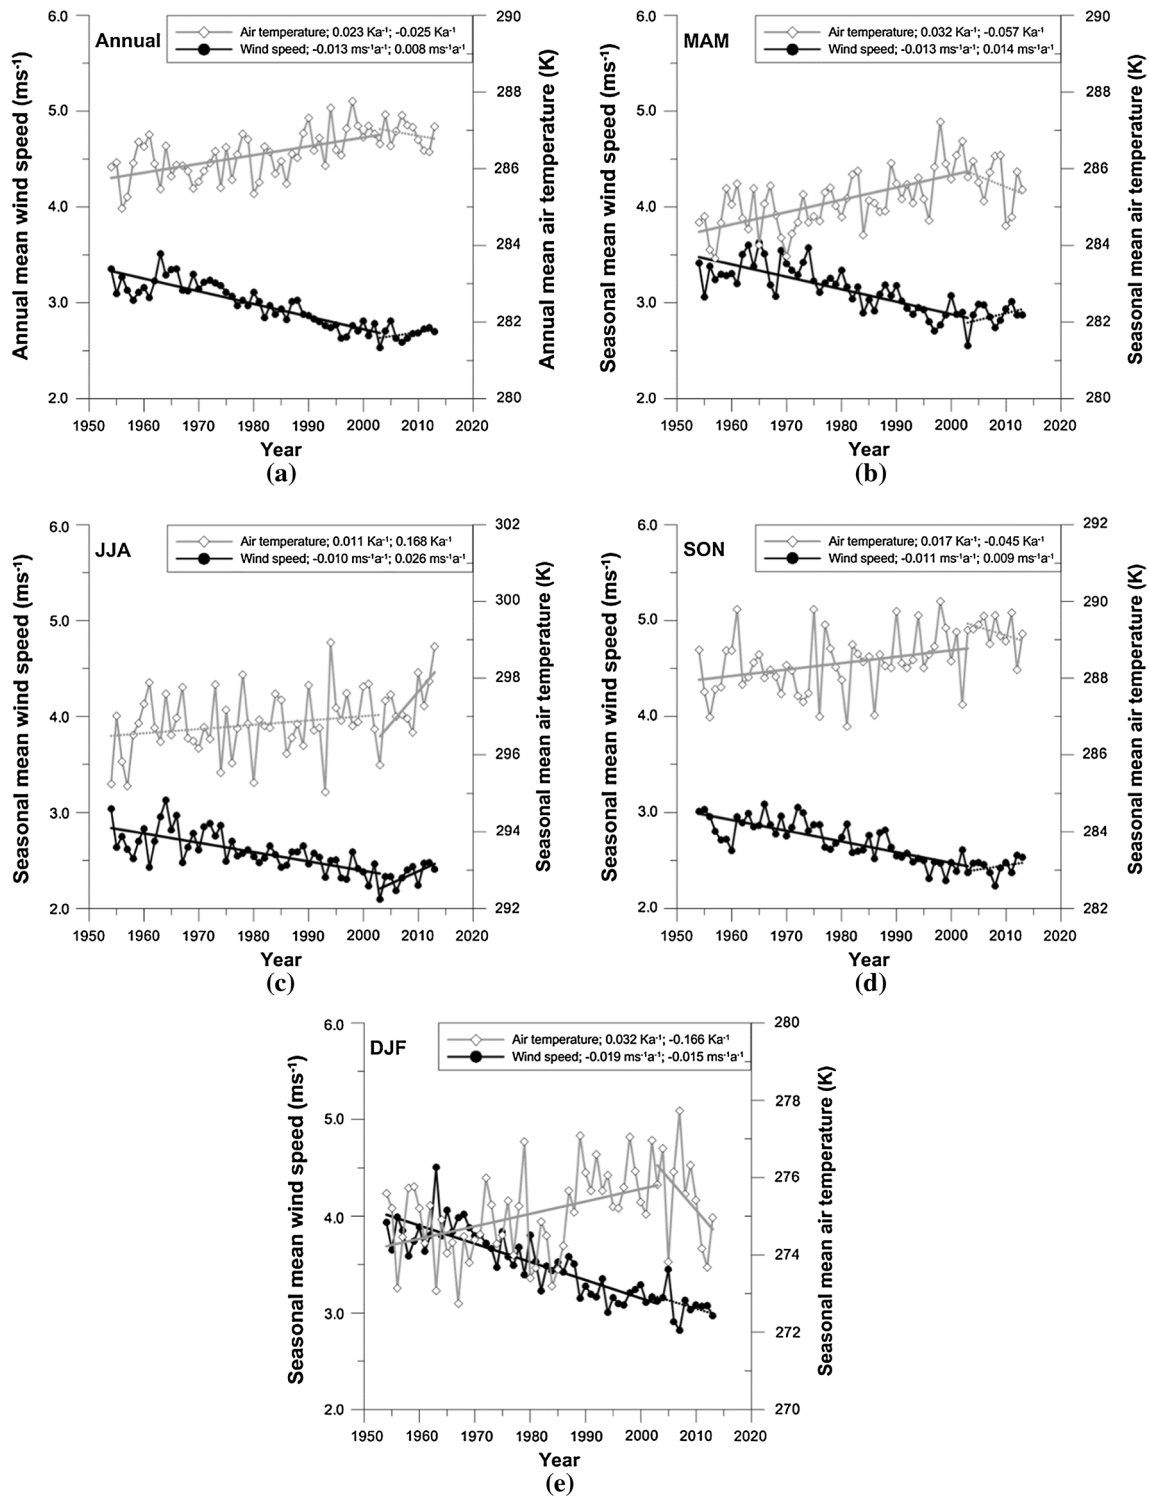 Annual
Air temperature; 0.023 Ka⁻¹; -0.025 Ka⁻¹
Wind speed; -0.013 ms⁻¹a⁻¹; 0.008 ms⁻¹a⁻¹
Annual mean wind speed (ms⁻¹)
6.0
5.0
4.0
3.0
2.0
Annual mean air temperature (K)
290
288
286
284
282
280
1950 1960 1970 1980 1990 2000 2010 2020
Year
(a)
MAM
Air temperature; 0.032 Ka⁻¹; -0.057 Ka⁻¹
Wind speed; -0.013 ms⁻¹a⁻¹; 0.014 ms⁻¹a⁻¹
Seasonal mean wind speed (ms⁻¹)
6.0
5.0
4.0
3.0
2.0
Seasonal mean air temperature (K)
290
288
286
284
282
280
1950 1960 1970 1980 1990 2000 2010 2020
Year
(b)
JJA
Air temperature; 0.011 Ka⁻¹; 0.168 Ka⁻¹
Wind speed; -0.010 ms⁻¹a⁻¹; 0.026 ms⁻¹a⁻¹
Seasonal mean wind speed (ms⁻¹)
6.0
5.0
4.0
3.0
2.0
Seasonal mean air temperature (K)
302
300
298
296
294
292
1950 1960 1970 1980 1990 2000 2010 2020
Year
(c)
SON
Air temperature; 0.017 Ka⁻¹; -0.045 Ka⁻¹
Wind speed; -0.011 ms⁻¹a⁻¹; 0.009 ms⁻¹a⁻¹
Seasonal mean wind speed (ms⁻¹)
6.0
5.0
4.0
3.0
2.0
Seasonal mean air temperature (K)
292
290
288
286
284
282
1950 1960 1970 1980 1990 2000 2010 2020
Year
(d)
DJF
Air temperature; 0.032 Ka⁻¹; -0.166 Ka⁻¹
Wind speed; -0.019 ms⁻¹a⁻¹; -0.015 ms⁻¹a⁻¹
Seasonal mean wind speed (ms⁻¹)
6.0
5.0
4.0
3.0
2.0
Seasonal mean air temperature (K)
280
278
276
274
272
270
1950 1960 1970 1980 1990 2000 2010 2020
Year
(e)